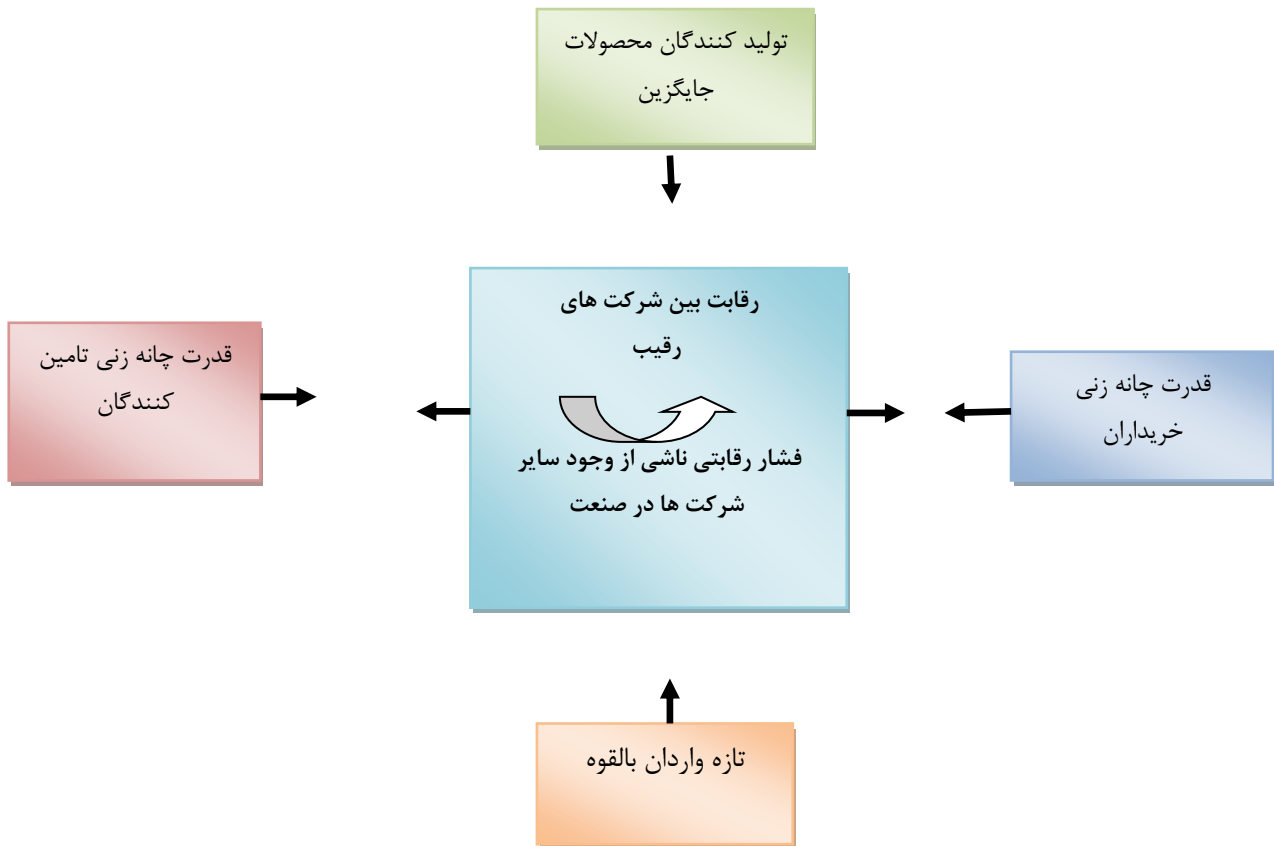 تولید کنندگان محصولات
جایگزین
رقابت بین شرکت های
رقیب
فشار رقابتی ناشی از وجود سایر
شرکت ها در صنعت
قدرت چانه زنی خریداران
قدرت چانه زنی تامین
کنندگان
تازه واردان بالقوه